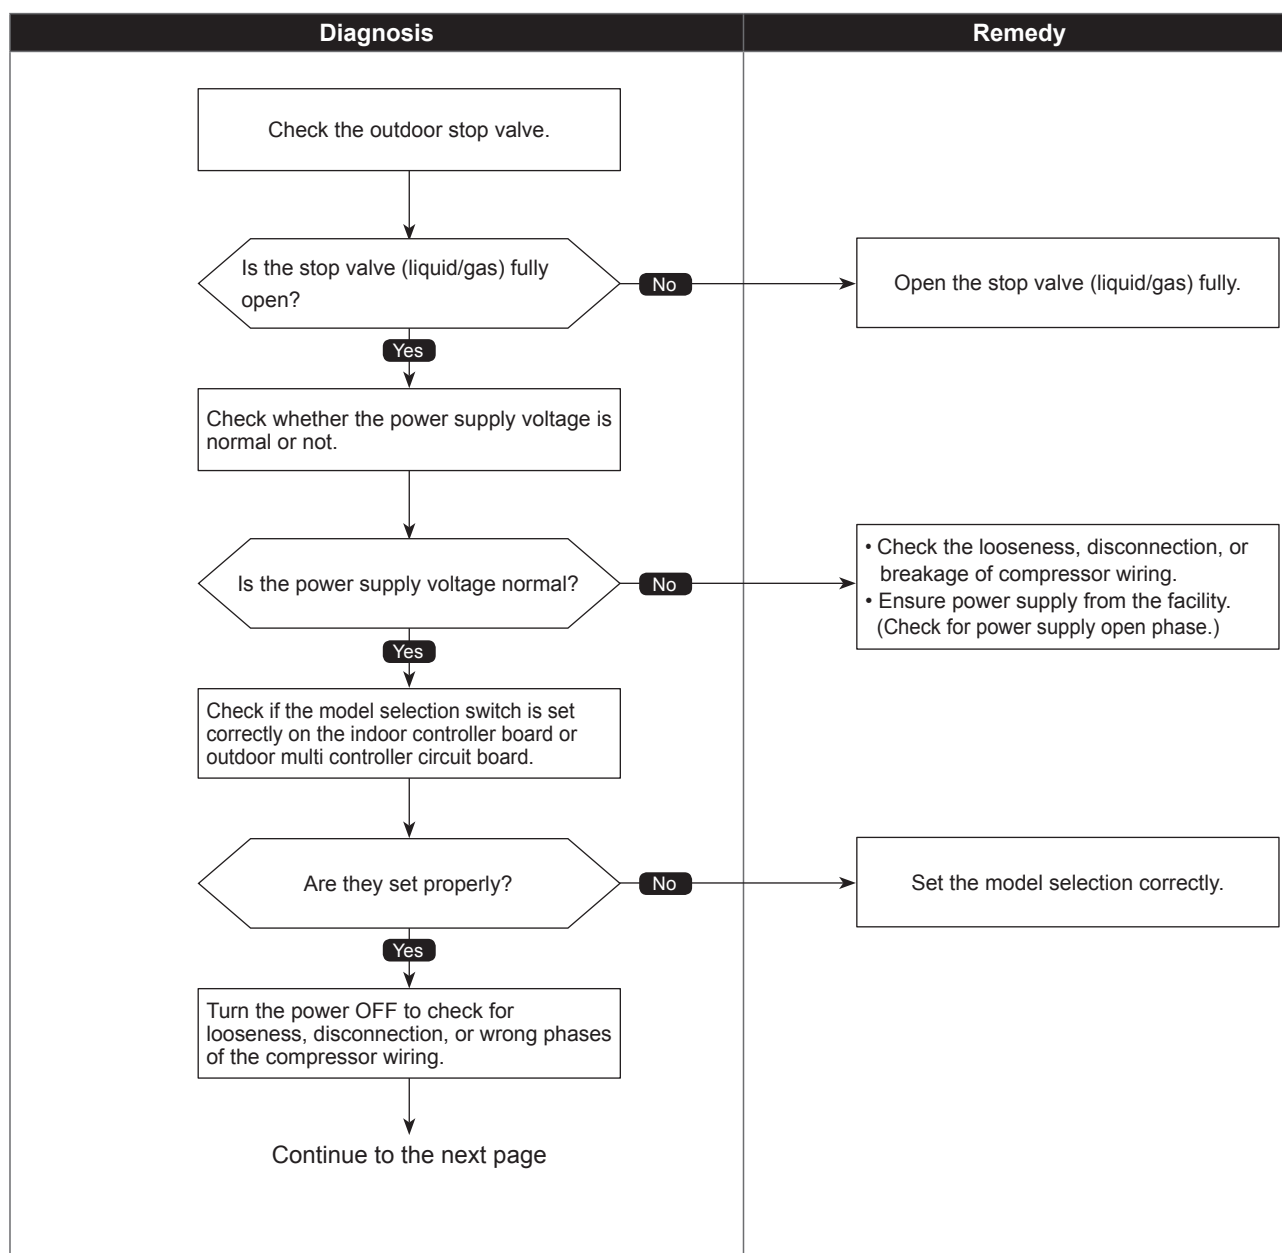 Diagnosis
Remedy
Check the outdoor stop valve.
Is the stop valve (liquid/gas) fully
open?
No
Open the stop valve (liquid/gas) fully.
Yes
Check whether the power supply voltage is
normal or not.
Is the power supply voltage normal?
No
• Check the looseness, disconnection, or
breakage of compressor wiring.
• Ensure power supply from the facility.
(Check for power supply open phase.)
Yes
Check if the model selection switch is set
correctly on the indoor controller board or
outdoor multi controller circuit board.
Are they set properly?
No
Set the model selection correctly.
Yes
Turn the power OFF to check for
looseness, disconnection, or wrong phases
of the compressor wiring.
Continue to the next page